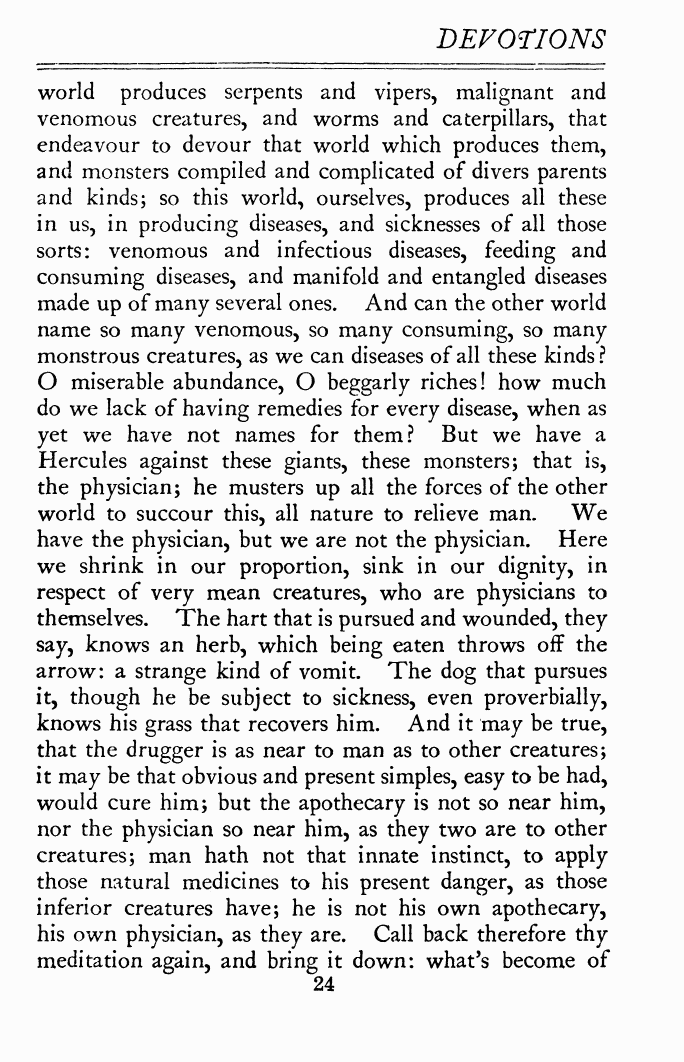 DEVOTIONS
world produces serpents and vipers, malignant and
venomous creatures, and worms and caterpillars, that
endeavour to devour that world which produces them,
and monsters compiled and complicated of divers parents
and kinds; so this world, ourselves, produces all these
in us, in producing diseases, and sicknesses of all those
sorts: venomous and infectious diseases, feeding and
consuming diseases, and manifold and entangled diseases
made up of many several ones. And can the other world
name so many venomous, so many consuming, so many
monstrous creatures, as we can diseases of all these kinds?
O miserable abundance, O beggarly riches! how much
do we lack of having remedies for every disease, when as
yet we have not names for them? But we have a
Hercules against these giants, these monsters; that is,
the physician; he musters up all the forces of the other
world to succour this, all nature to relieve man. We
have the physician, but we are not the physician. Here
we shrink in our proportion, sink in our dignity, in
respect of very mean creatures, who are physicians to
themselves. The hart that is pursued and wounded, they
say, knows an herb, which being eaten throws off the
arrow: a strange kind of vomit. The dog that pursues
it, though he be subject to sickness, even proverbially,
knows his grass that recovers him. And it may be true,
that the drugger is as near to man as to other creatures;
it may be that obvious and present simples, easy to be had,
would cure him; but the apothecary is not so near him,
nor the physician so near him, as they two are to other
creatures; man hath not that innate instinct, to apply
those natural medicines to his present danger, as those
inferior creatures have; he is not his own apothecary,
his own physician, as they are. Call back therefore thy
meditation again, and bring it down: what's become of
24